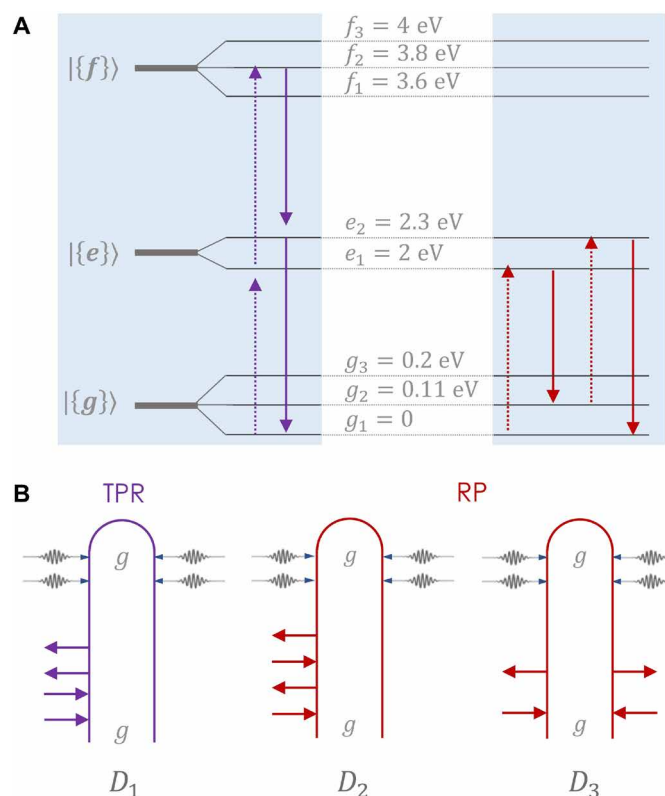 A
f₃ = 4 eV
f₂ = 3.8 eV
|{f}⟩
f₁ = 3.6 eV
e₂ = 2.3 eV
|{e}⟩
e₁ = 2 eV
g₃ = 0.2 eV
g₂ = 0.11 eV
|{g}⟩
g₁ = 0
B
TPR RP
g g g
g g g
D₁ D₂ D₃